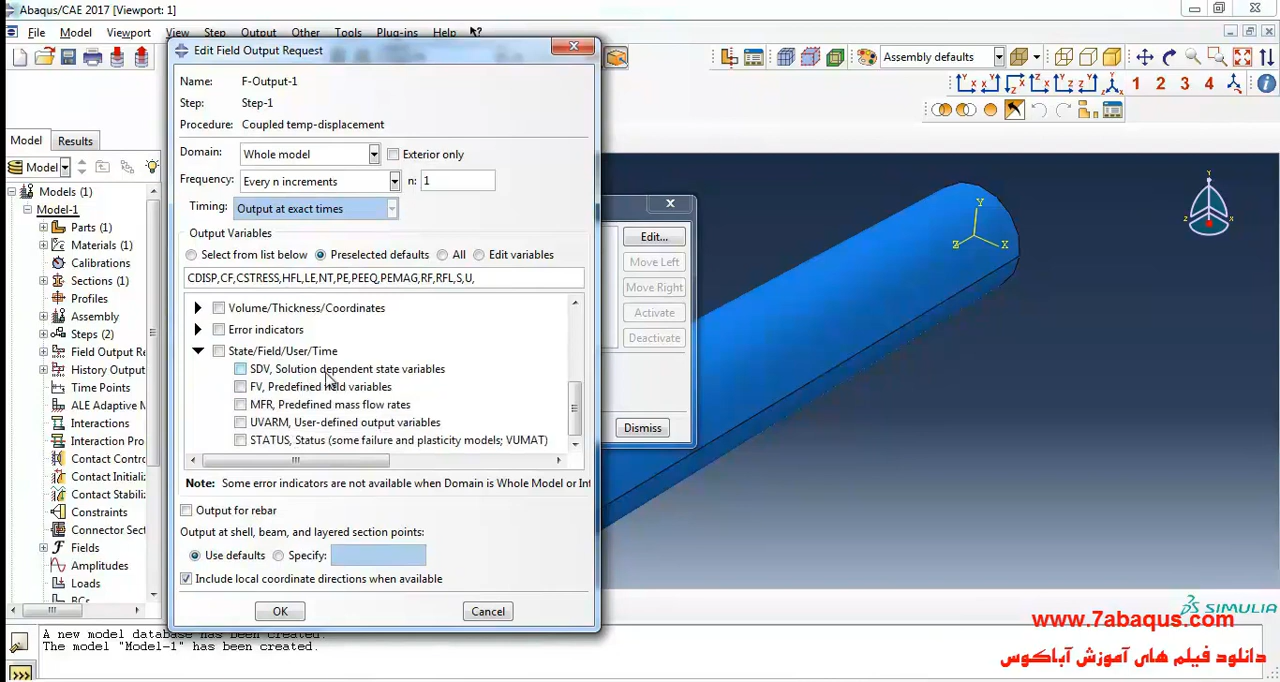 Abaqus/CAE 2017 [Viewport: 1]
File Model Viewport View Step Output Other Tools Plug-ins Help
Edit Field Output Request
Assembly defaults
1 2 3 4
Name: F-Output-1
Step: Step-1
Procedure: Coupled temp-displacement
Domain: Whole model Exterior only
Frequency: Every n increments n: 1
Timing: Output at exact times
Output Variables
Select from list below Preselected defaults All Edit variables
CDISP,CF,CSTRESS,HFL,LE,NT,PE,PEEQ,PEMAG,RF,RFL,S,U,
Volume/Thickness/Coordinates
Error indicators
State/Field/User/Time
SDV, Solution dependent state variables
FV, Predefined field variables
MFR, Predefined mass flow rates
UVARM, User-defined output variables
STATUS, Status (some failure and plasticity models; VUMAT)
Note: Some error indicators are not available when Domain is Whole Model or Int
Output for rebar
Output at shell, beam, and layered section points:
Use defaults Specify:
Include local coordinate directions when available
OK Cancel
Model Results
Model
Models (1)
Model-1
Parts (1)
Materials (1)
Calibrations
Sections (1)
Profiles
Assembly
Steps (2)
Field Output Re
History Output
Time Points
ALE Adaptive M
Interactions
Interaction Pro
Contact Contro
Contact Initializ
Contact Stabiliz
Constraints
Connector Sect
Fields
Amplitudes
Loads
BCs
Edit...
Move Left
Move Right
Activate
Deactivate
Dismiss
Y
Z X
Y
Z X
SIMULIA
www.7abaqus.com
دانلود فیلم های آموزش آباکوس
A new model database has been created.
The model "Model-1" has been created.